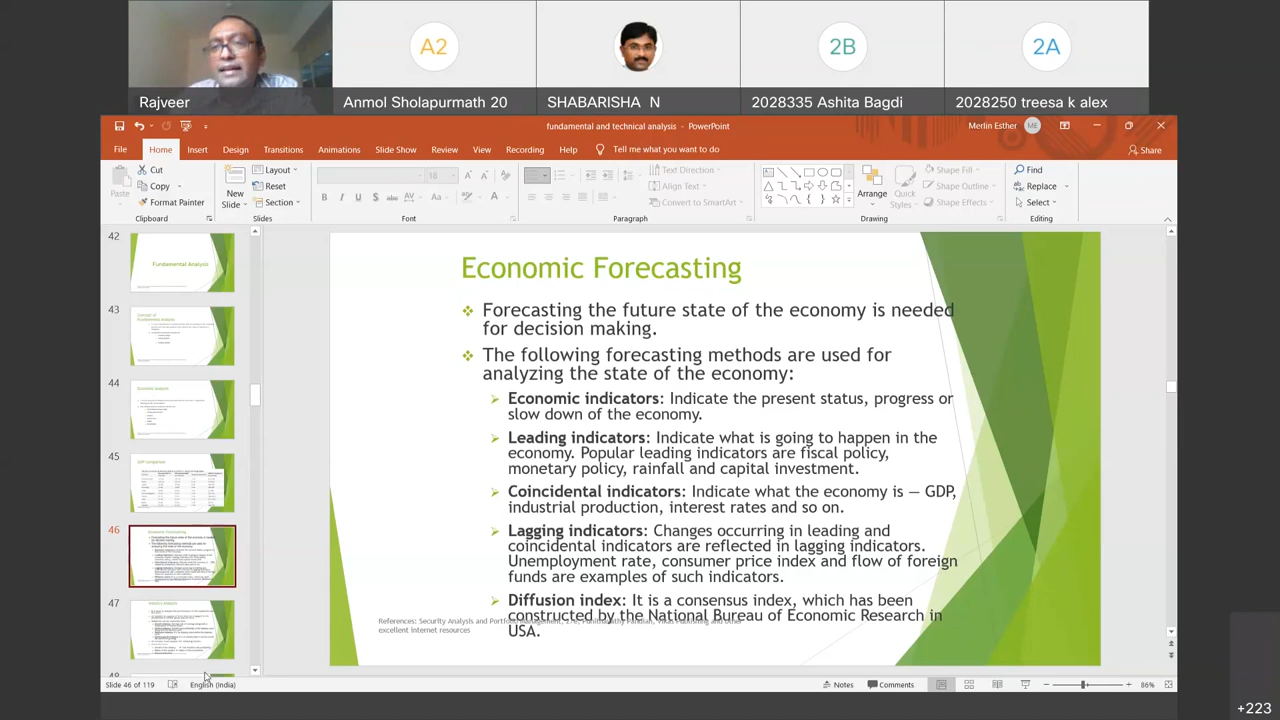 A2
2B
2A
Rajveer
Anmol Sholapurmath 20
SHABARISHA N
2028335 Ashita Bagdi
2028250 treesa k alex
fundamental and technical analysis - PowerPoint
Merlin Esther
ME
File
Home
Insert
Design
Transitions
Animations
Slide Show
Review
View
Recording
Help
Tell me what you want to do
Share
Paste
Cut
Copy
Format Painter
Clipboard
New
Slide
Layout
Reset
Section
Slides
18
Font
Paragraph
Text Direction
Align Text
Convert to SmartArt
Arrange
Quick
Styles
Shape Fill
Shape Outline
Shape Effects
Drawing
Find
Replace
Select
Editing
42
Fundamental Analysis
43
44
45
46
47
48
Economic Forecasting
Forecasting the future state of the economy is needed
for decision making.
The following forecasting methods are used for
analyzing the state of the economy:
Economic indicators: Indicate the present status, progress or
slow down of the economy.
Leading indicators: Indicate what is going to happen in the
economy. Popular leading indicators are fiscal policy,
monetary policy, rainfall and capital investment.
Coincidental indicators: Indicate what the economy is — GDP,
industrial production, interest rates and so on.
Lagging indicators: Changes occurring in leading and
coincidental indicators are reflected in lagging indicators.
Unemployment rate, consumer price index and flow of foreign
funds are examples of such indicators.
Diffusion index: It is a consensus index, which has been
constructed by the National Bureau of Economic Research in
USA.
References: Security Analysis and
excellent internet resources
Slide 46 of 119
English (India)
Notes
Comments
86%
+223